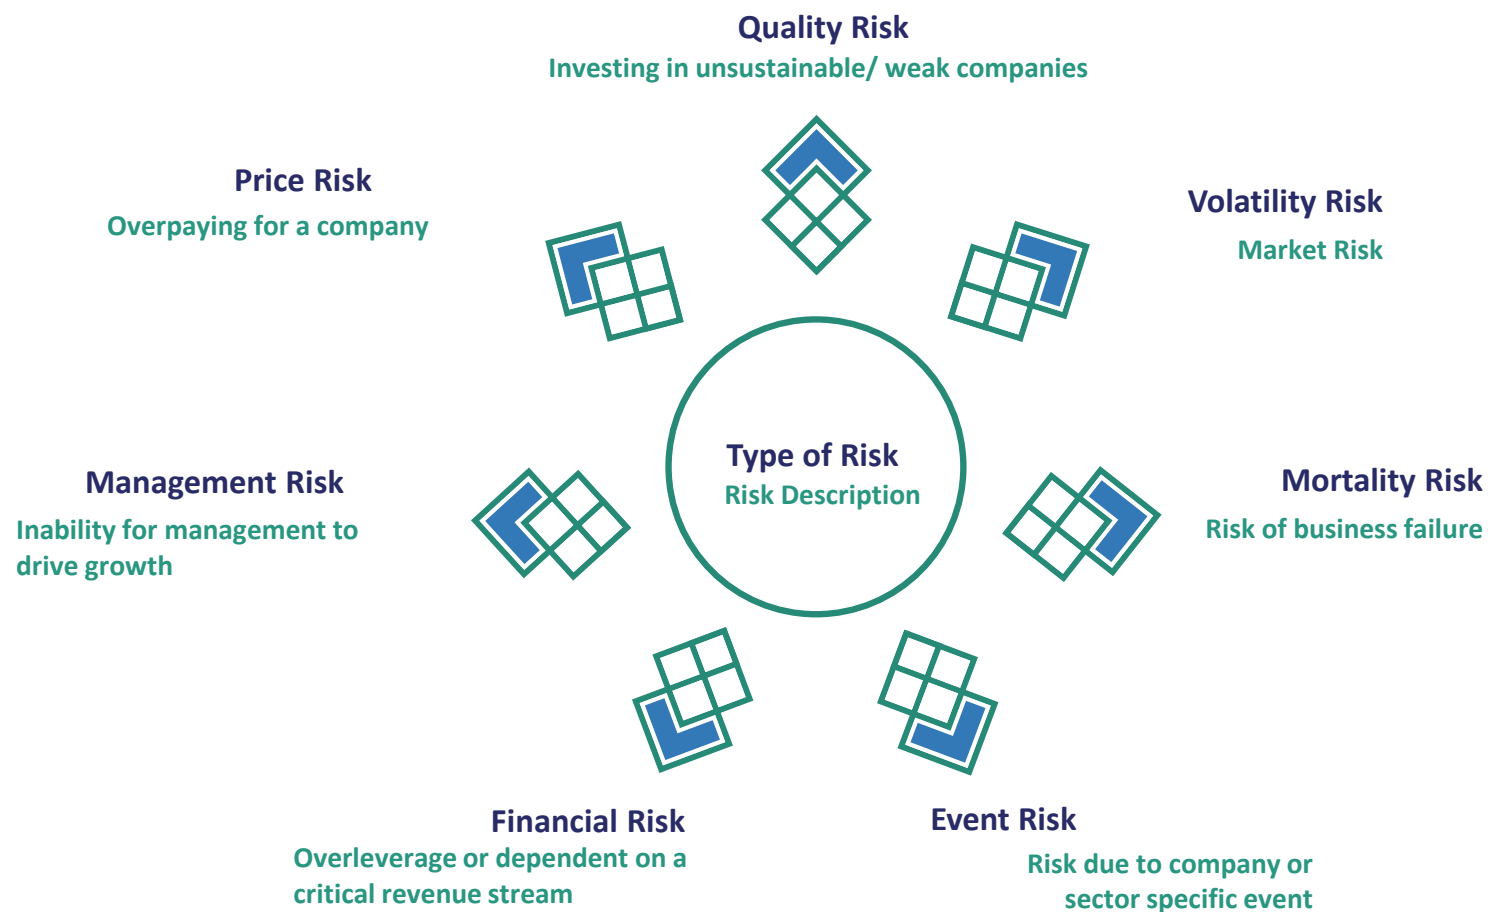 Quality Risk
Investing in unsustainable/ weak companies
Price Risk
Overpaying for a company
Volatility Risk
Market Risk
Type of Risk
Risk Description
Management Risk
Inability for management to
drive growth
Mortality Risk
Risk of business failure
Financial Risk
Overleverage or dependent on a
critical revenue stream
Event Risk
Risk due to company or
sector specific event